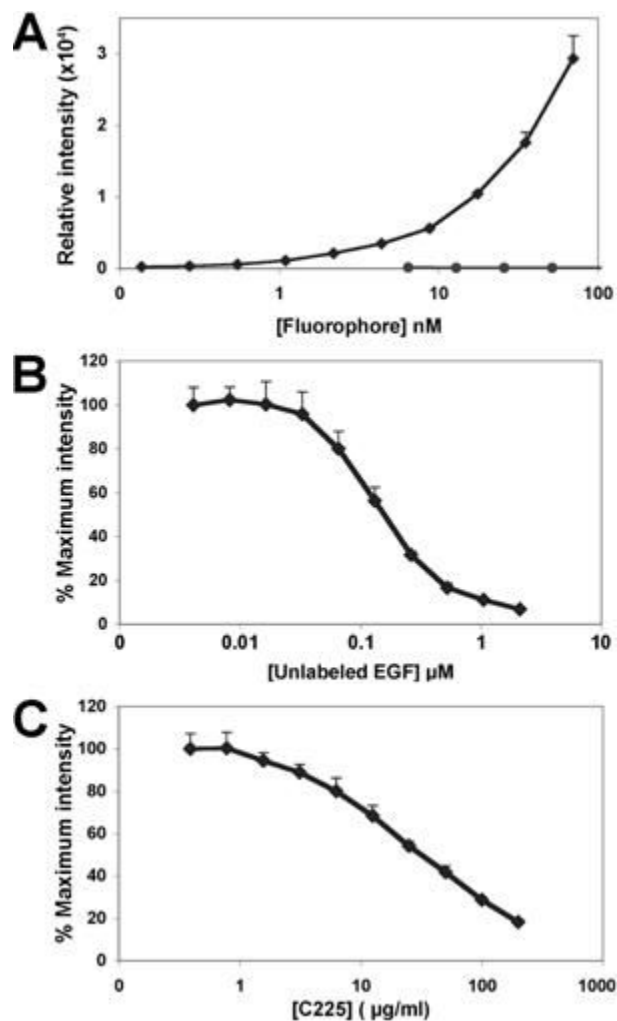 A
Relative intensity (x10⁴)
3
2
1
0
0 1 10 100
[Fluorophore] nM
B
% Maximum intensity
120
100
80
60
40
20
0
0 0.01 0.1 1 10
[Unlabeled EGF] µM
C
% Maximum intensity
120
100
80
60
40
20
0
0 1 10 100 1000
[C225] ( µg/ml)